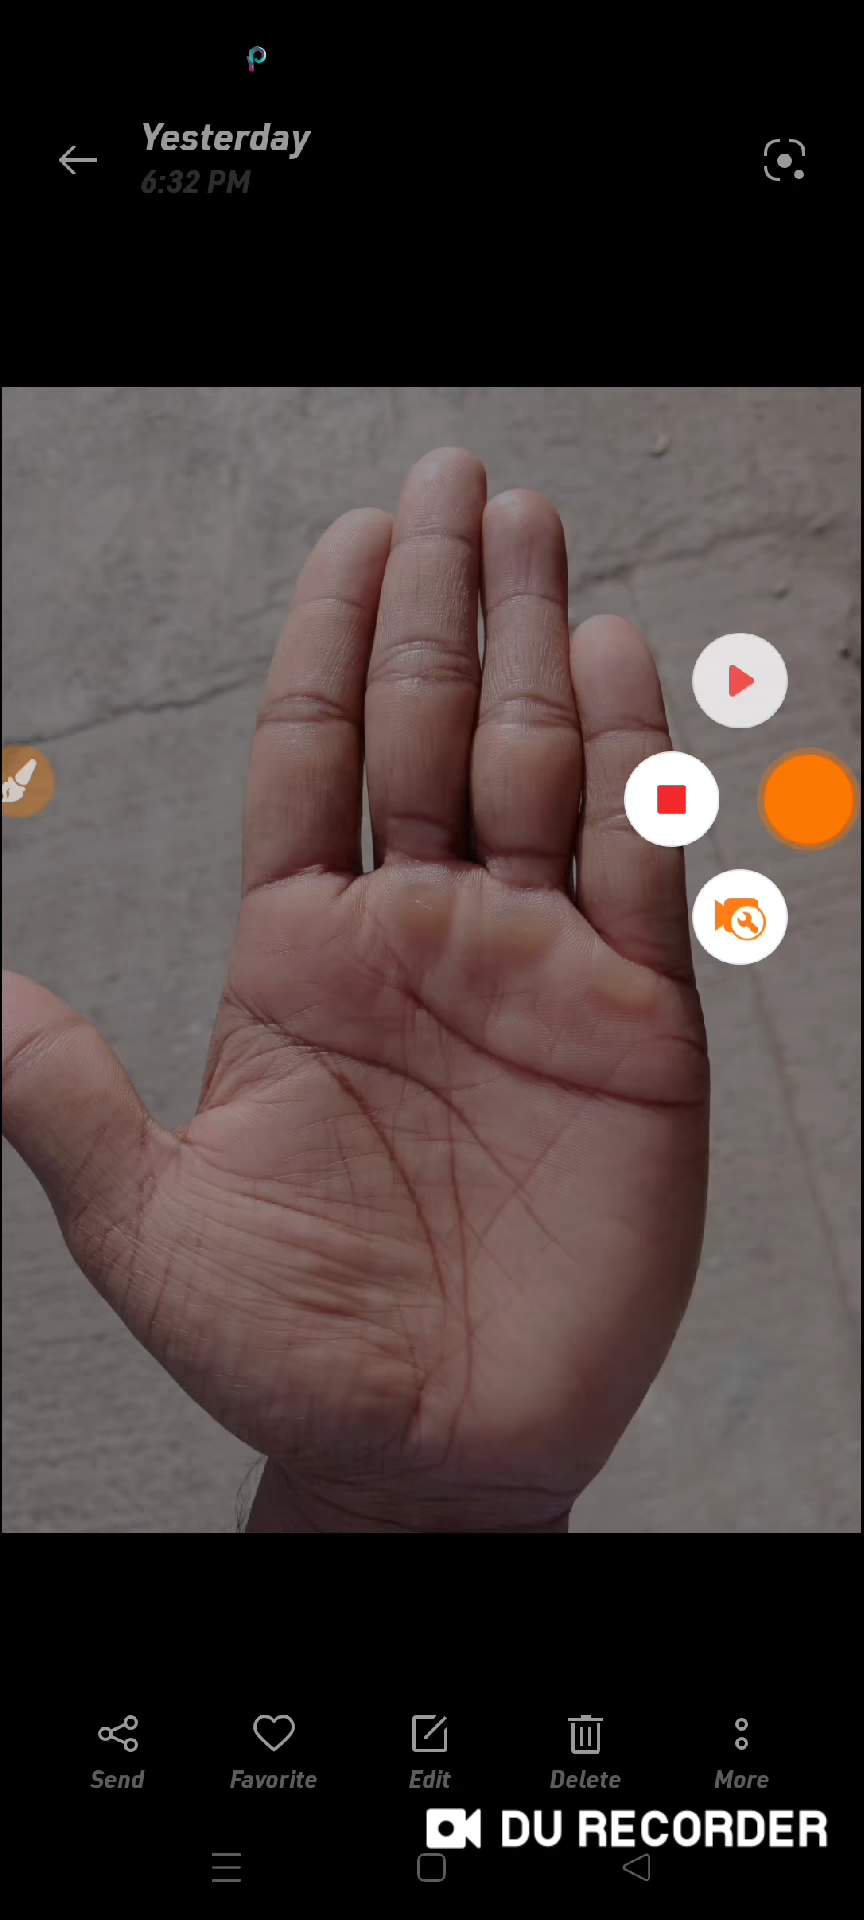 Yesterday
6:32 PM
Send
Favorite
Edit
Delete
More
DU RECORDER